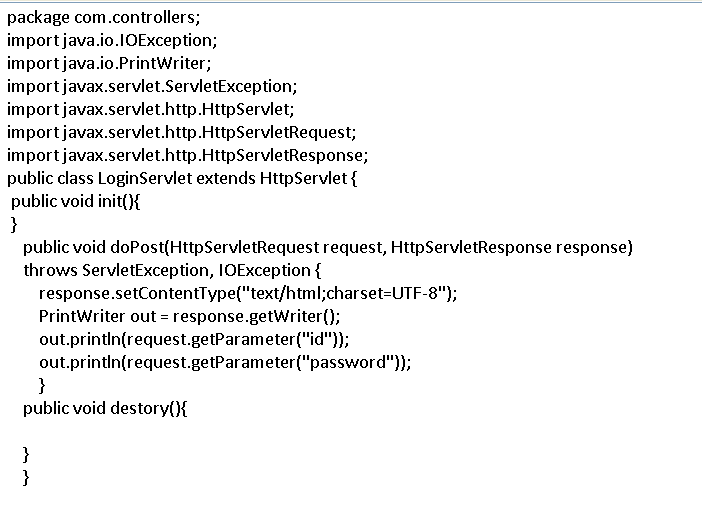 package com.controllers;
import java.io.IOException;
import java.io.PrintWriter;
import javax.servlet.ServletException;
import javax.servlet.http.HttpServlet;
import javax.servlet.http.HttpServletRequest;
import javax.servlet.http.HttpServletResponse;
public class LoginServlet extends HttpServlet {
public void init(){
}
public void doPost(HttpServletRequest request, HttpServletResponse response)
throws ServletException, IOException {
response.setContentType("text/html;charset=UTF-8");
PrintWriter out = response.getWriter();
out.println(request.getParameter("id"));
out.println(request.getParameter("password"));
}
public void destory(){
}
}